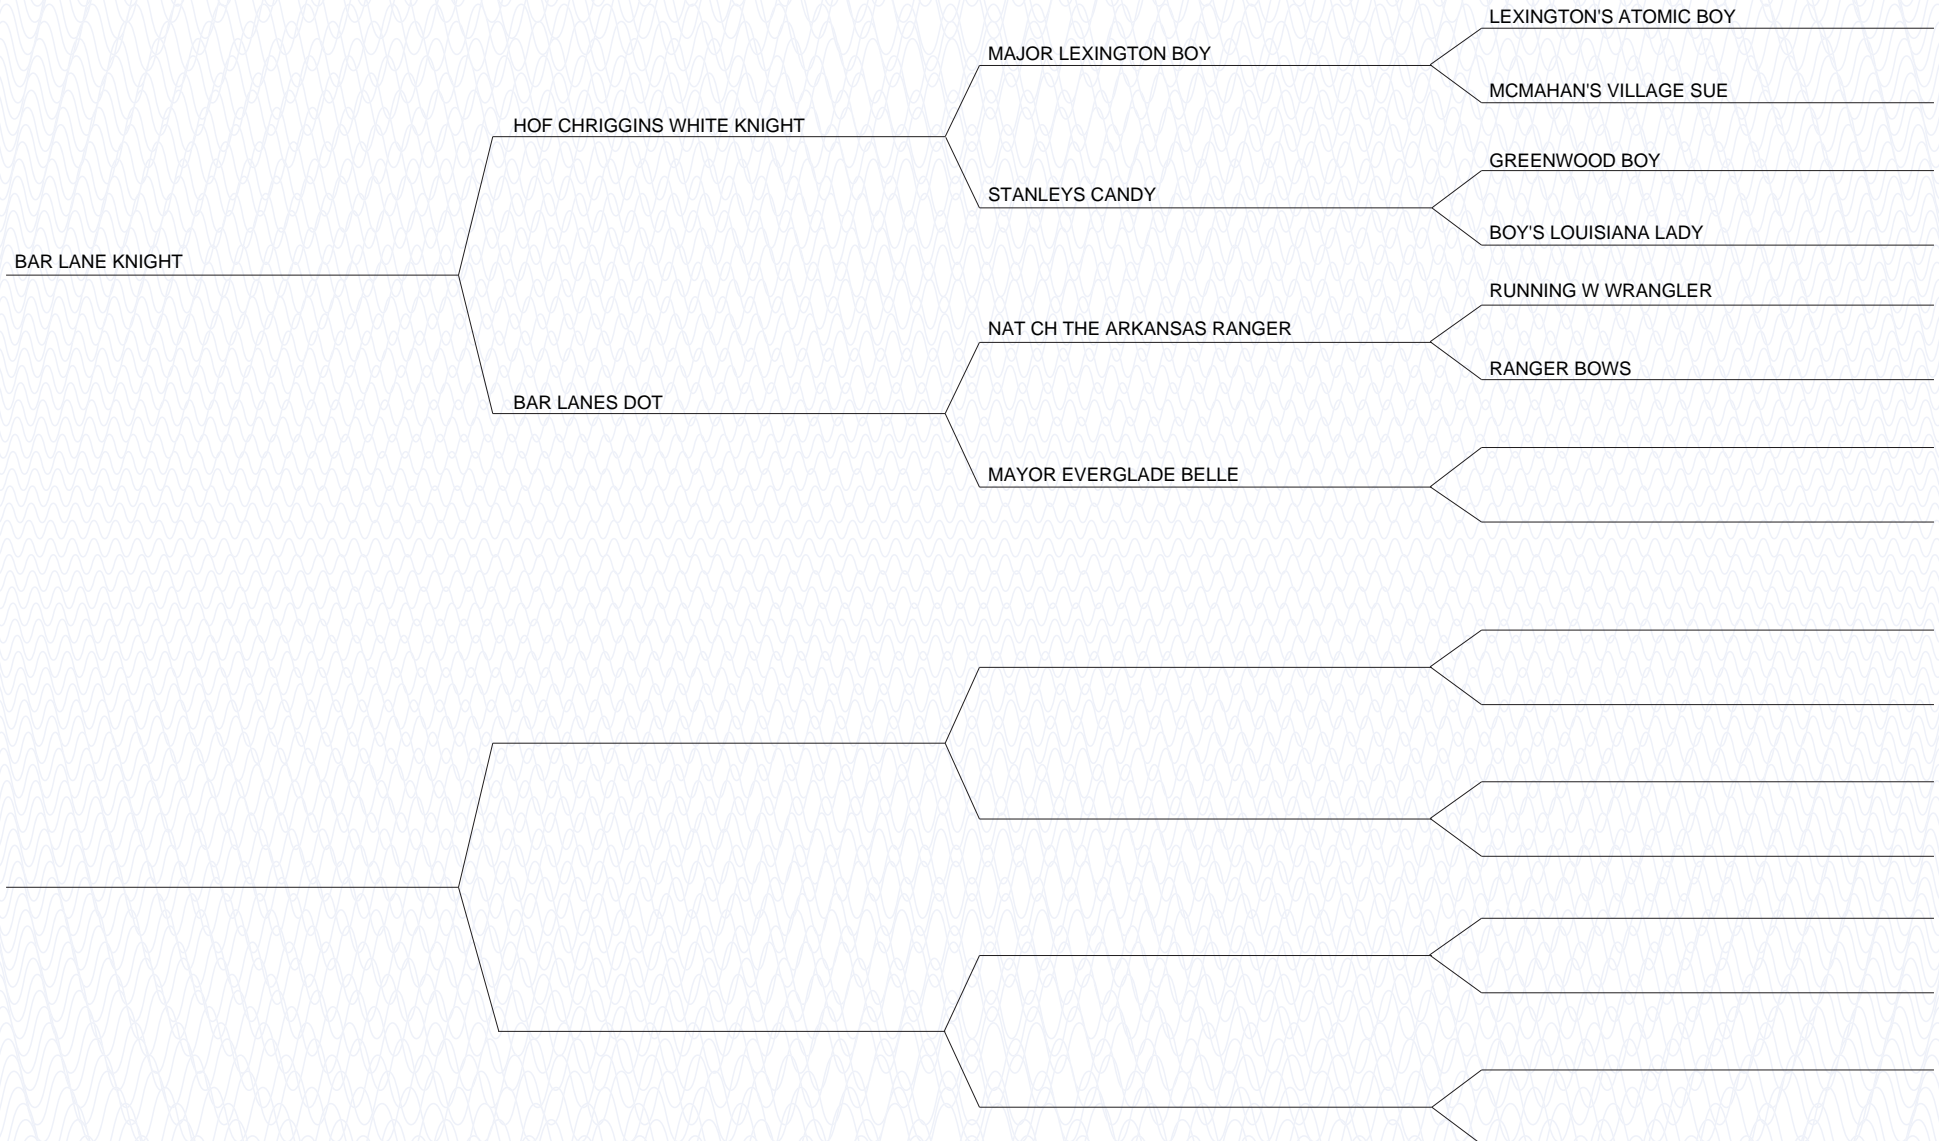 LEXINGTON'S ATOMIC BOY
MAJOR LEXINGTON BOY
MCMAHAN'S VILLAGE SUE
HOF CHRIGGINS WHITE KNIGHT
GREENWOOD BOY
STANLEYS CANDY
BOY'S LOUISIANA LADY
BAR LANE KNIGHT
RUNNING W WRANGLER
NAT CH THE ARKANSAS RANGER
RANGER BOWS
BAR LANES DOT
MAYOR EVERGLADE BELLE